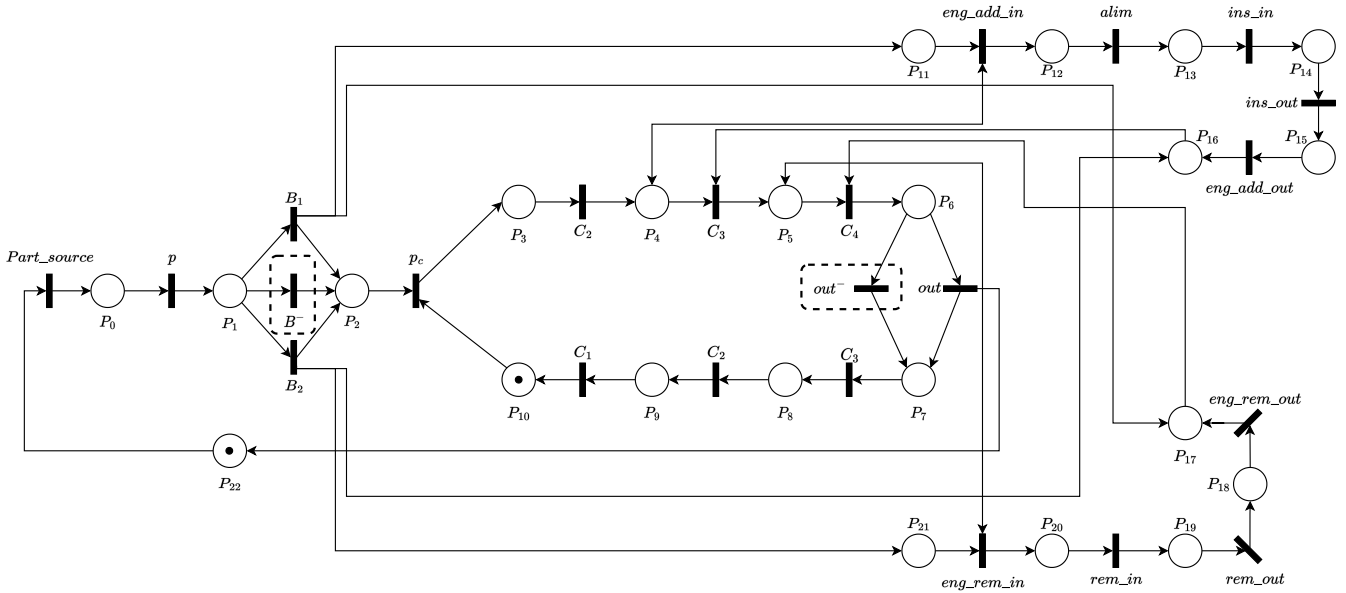 eng_add_in
alim
ins_in
P11
P12
P13
P14
ins_out
P16
P15
eng_add_out
B1
P6
P3
C2
P4
C3
P5
C4
Part_source
p
pc
out−
out
P0
P1
B−
P2
B2
C1
C2
C3
P10
P9
P8
P7
eng_rem_out
P22
P17
P18
P21
P20
P19
eng_rem_in
rem_in
rem_out